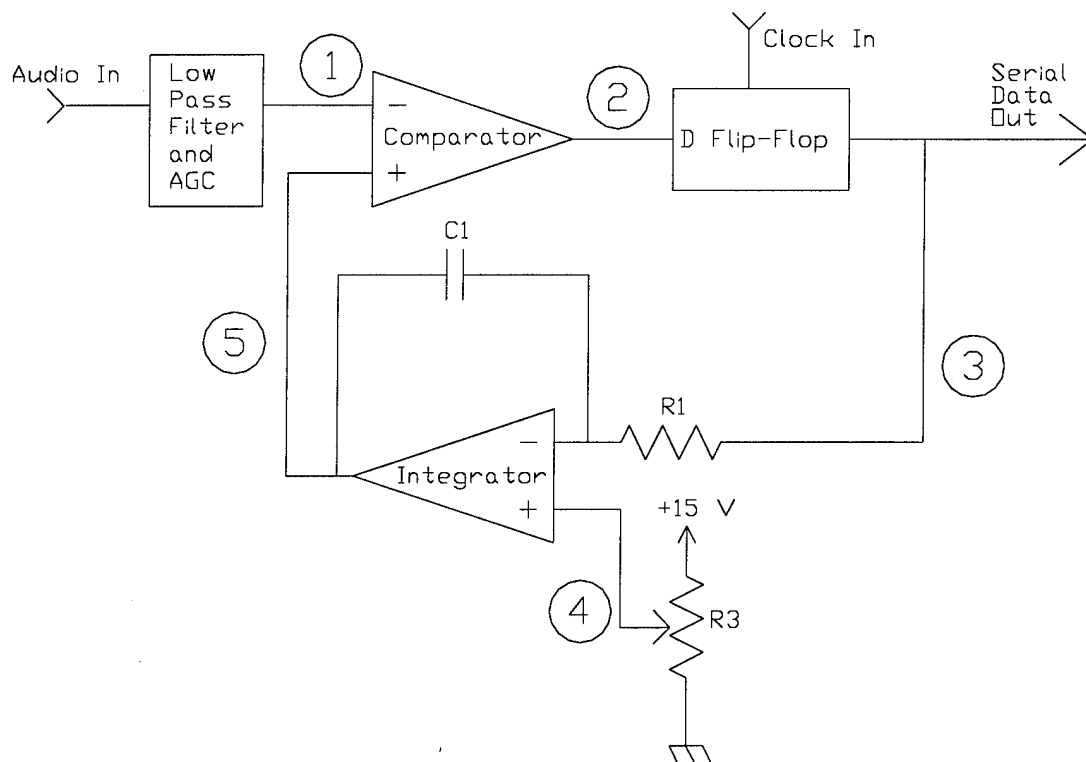 Audio In
Low
Pass
Filter
and
AGC
1
−
Comparator
+
2
Clock In
D Flip-Flop
Serial
Data
Out
C1
5
3
R1
−
Integrator
+
+15 V
4
R3